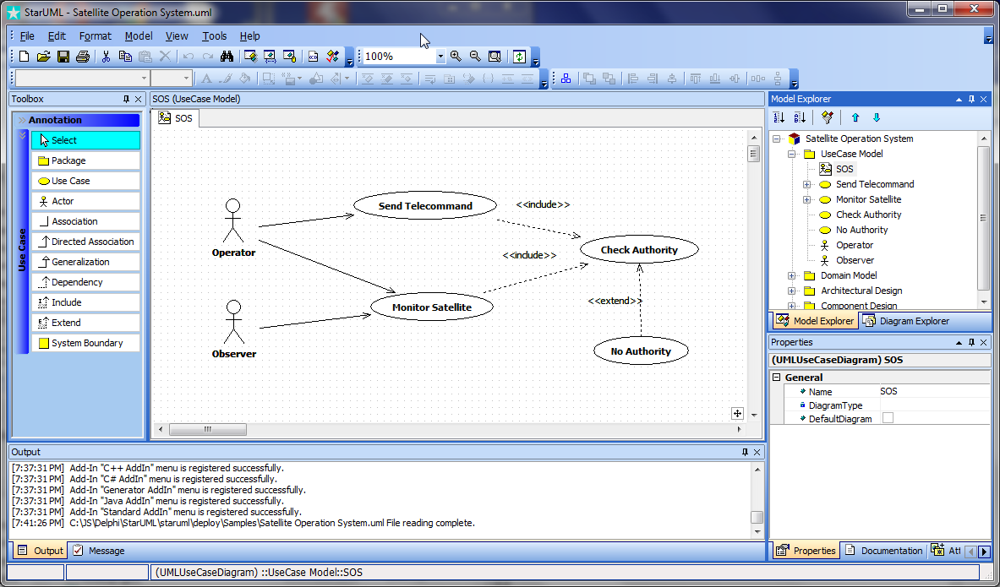 StarUML - Satellite Operation System.uml
File Edit Format Model View Tools Help
100%
Toolbox
Annotation
Select
Package
Use Case
Actor
Association
Directed Association
Generalization
Dependency
Include
Extend
System Boundary
Use Case
SOS (UseCase Model)
SOS
Send Telecommand
<<include>>
Operator
Check Authority
<<include>>
Monitor Satellite
<<extend>>
Observer
No Authority
Model Explorer
Satellite Operation System
UseCase Model
SOS
Send Telecommand
Monitor Satellite
Check Authority
No Authority
Operator
Observer
Domain Model
Architectural Design
Component Design
Model Explorer Diagram Explorer
Properties
(UMLUseCaseDiagram) SOS
General
Name SOS
DiagramType
DefaultDiagram
Properties Documentation Att
Output
[7:37:31 PM] Add-In "C++ AddIn" menu is registered successfully.
[7:37:31 PM] Add-In "C# AddIn" menu is registered successfully.
[7:37:31 PM] Add-In "Generator AddIn" menu is registered successfully.
[7:37:31 PM] Add-In "Java AddIn" menu is registered successfully.
[7:37:31 PM] Add-In "Standard AddIn" menu is registered successfully.
[7:41:26 PM] C:\JS\Delphi\StarUML\staruml\deploy\Samples\Satellite Operation System.uml File reading complete.
Output Message
(UMLUseCaseDiagram) ::UseCase Model::SOS